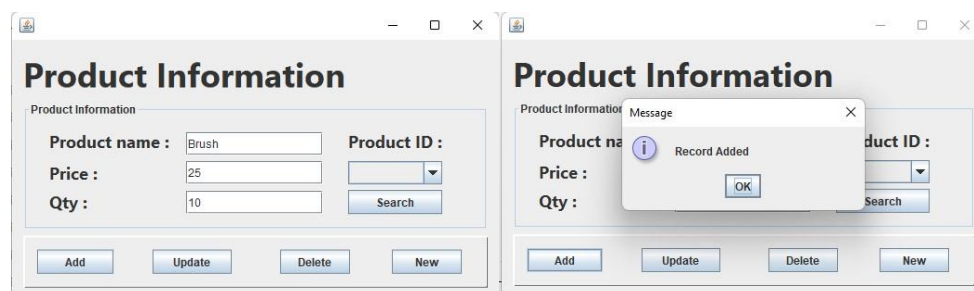 Product Information
Product Information
Product name : Brush Product ID :
Price : 25
Qty : 10 Search
Add Update Delete New
Product Information
Product Information
Message
Product na duct ID :
Record Added
Price :
OK
Qty : Search
Add Update Delete New